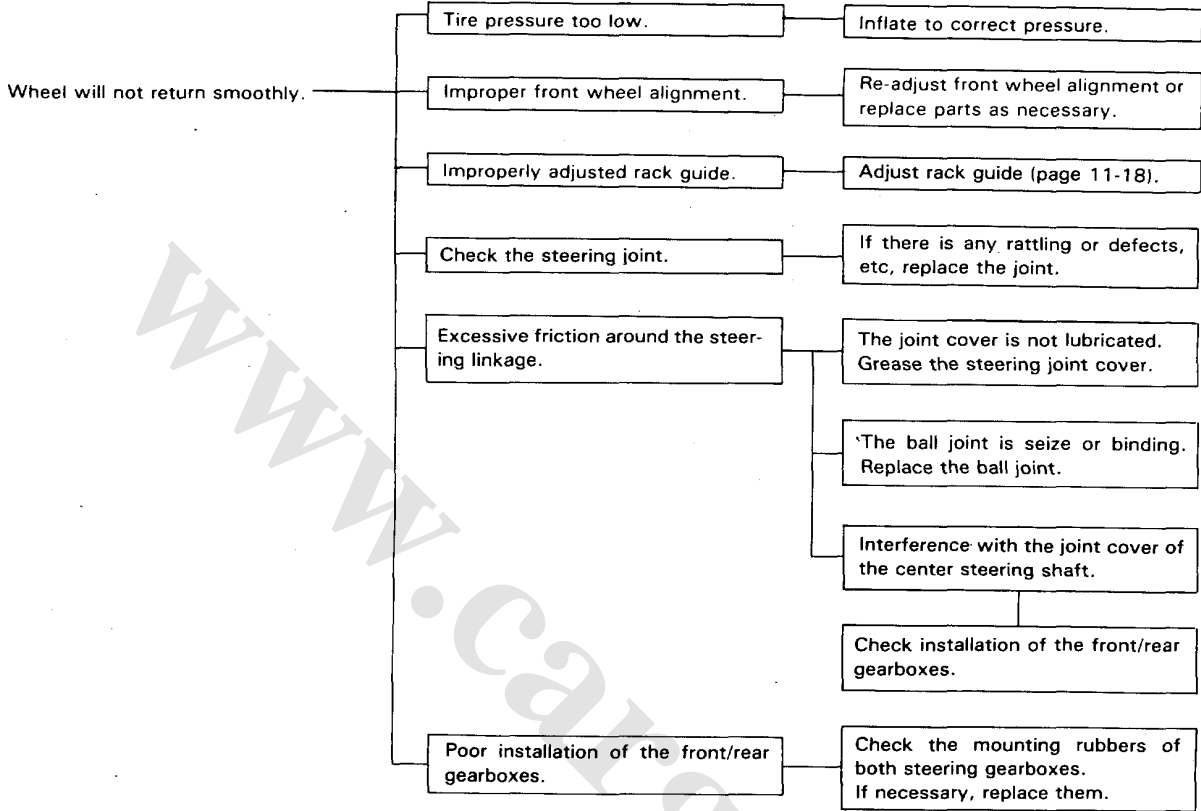 Wheel will not return smoothly.
Tire pressure too low.
Inflate to correct pressure.
Improper front wheel alignment.
Re-adjust front wheel alignment or
replace parts as necessary.
Improperly adjusted rack guide.
Adjust rack guide (page 11-18).
Check the steering joint.
If there is any rattling or defects,
etc, replace the joint.
Excessive friction around the steer-
ing linkage.
The joint cover is not lubricated.
Grease the steering joint cover.
The ball joint is seize or binding.
Replace the ball joint.
Interference with the joint cover of
the center steering shaft.
Check installation of the front/rear
gearboxes.
Poor installation of the front/rear
gearboxes.
Check the mounting rubbers of
both steering gearboxes.
If necessary, replace them.
www.car